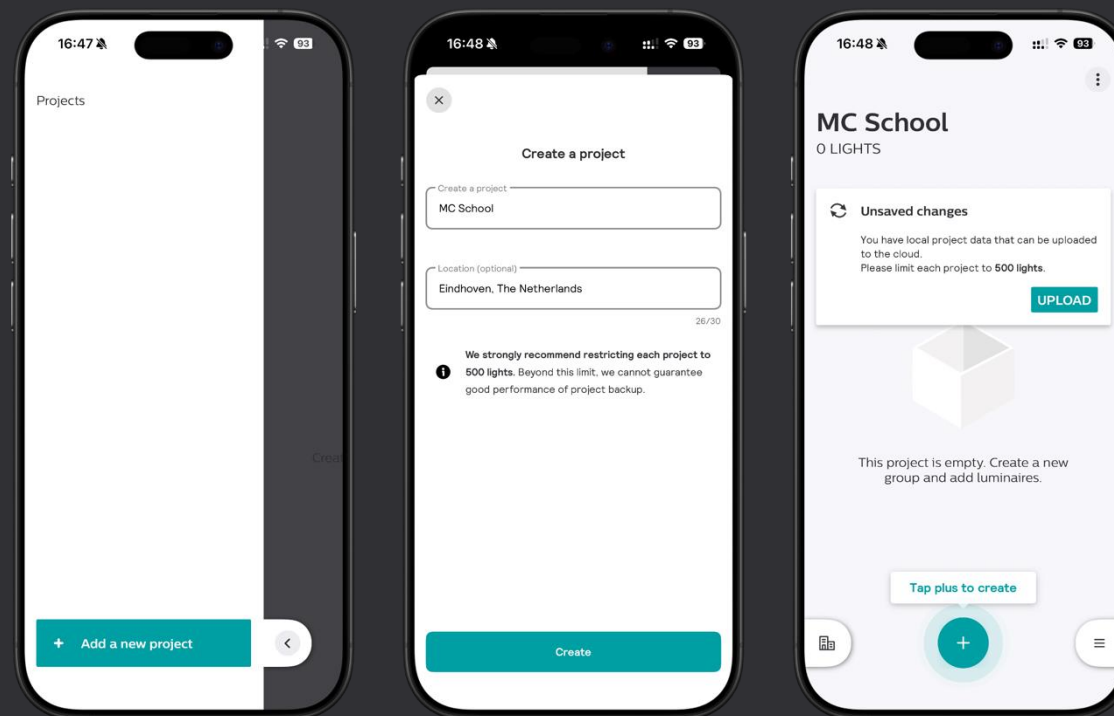 16:47
93
Projects
Creat
+ Add a new project
16:48
93
Create a project
Create a project
MC School
Location (optional)
Eindhoven, The Netherlands
26/30
We strongly recommend restricting each project to
500 lights. Beyond this limit, we cannot guarantee
good performance of project backup.
Create
16:48
93
MC School
0 LIGHTS
Unsaved changes
You have local project data that can be uploaded
to the cloud.
Please limit each project to 500 lights.
UPLOAD
This project is empty. Create a new
group and add luminaires.
Tap plus to create